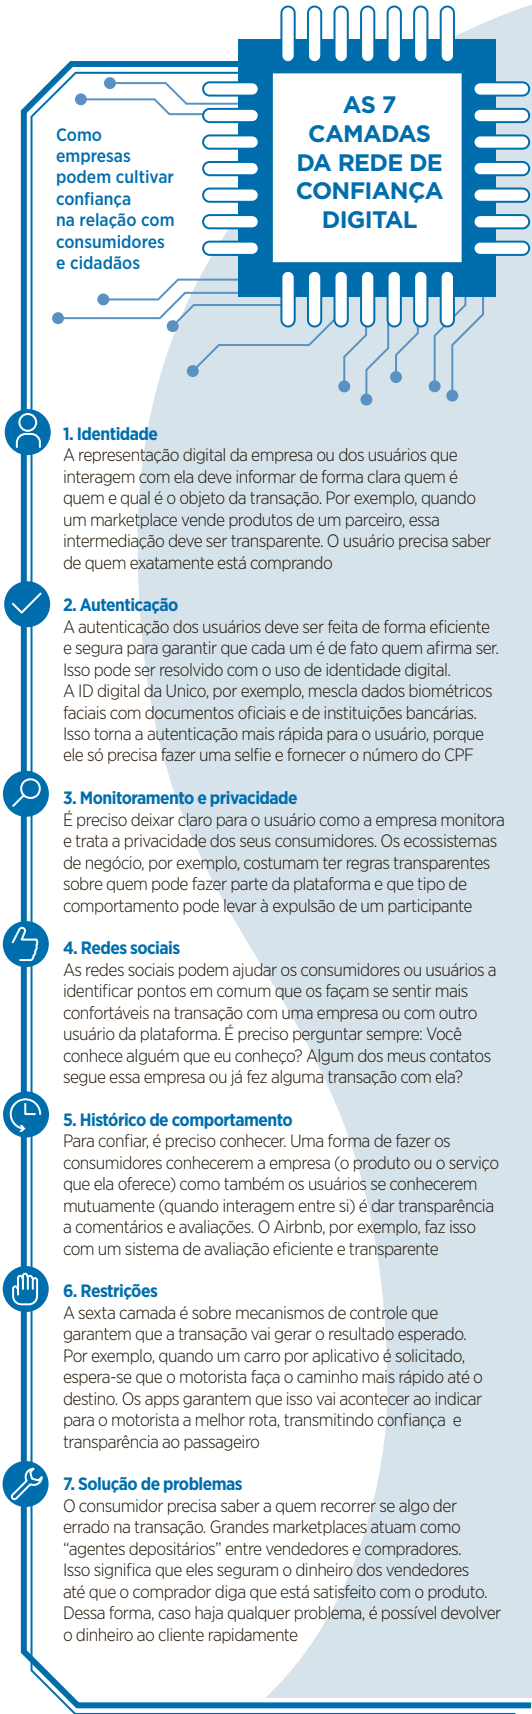 AS 7
CAMADAS
DA REDE DE
CONFIANÇA
DIGITAL
Como
empresas
podem cultivar
confiança
na relação com
consumidores
e cidadãos
1. Identidade
A representação digital da empresa ou dos usuários que
interagem com ela deve informar de forma clara quem é
quem e qual é o objeto da transação. Por exemplo, quando
um marketplace vende produtos de um parceiro, essa
intermediação deve ser transparente. O usuário precisa saber
de quem exatamente está comprando
2. Autenticação
A autenticação dos usuários deve ser feita de forma eficiente
e segura para garantir que cada um é de fato quem afirma ser.
Isso pode ser resolvido com o uso de identidade digital.
A ID digital da Unico, por exemplo, mescla dados biométricos
faciais com documentos oficiais e de instituições bancárias.
Isso torna a autenticação mais rápida para o usuário, porque
ele só precisa fazer uma selfie e fornecer o número do CPF
3. Monitoramento e privacidade
É preciso deixar claro para o usuário como a empresa monitora
e trata a privacidade dos seus consumidores. Os ecossistemas
de negócio, por exemplo, costumam ter regras transparentes
sobre quem pode fazer parte da plataforma e que tipo de
comportamento pode levar à expulsão de um participante
4. Redes sociais
As redes sociais podem ajudar os consumidores ou usuários a
identificar pontos em comum que os façam se sentir mais
confortáveis na transação com uma empresa ou com outro
usuário da plataforma. É preciso perguntar sempre: Você
conhece alguém que eu conheço? Algum dos meus contatos
segue essa empresa ou já fez alguma transação com ela?
5. Histórico de comportamento
Para confiar, é preciso conhecer. Uma forma de fazer os
consumidores conhecerem a empresa (o produto ou o serviço
que ela oferece) como também os usuários se conhecerem
mutuamente (quando interagem entre si) é dar transparência
a comentários e avaliações. O Airbnb, por exemplo, faz isso
com um sistema de avaliação eficiente e transparente
6. Restrições
A sexta camada é sobre mecanismos de controle que
garantem que a transação vai gerar o resultado esperado.
Por exemplo, quando um carro por aplicativo é solicitado,
espera-se que o motorista faça o caminho mais rápido até o
destino. Os apps garantem que isso vai acontecer ao indicar
para o motorista a melhor rota, transmitindo confiança e
transparência ao passageiro
7. Solução de problemas
O consumidor precisa saber a quem recorrer se algo der
errado na transação. Grandes marketplaces atuam como
“agentes depositários” entre vendedores e compradores.
Isso significa que eles seguram o dinheiro dos vendedores
até que o comprador diga que está satisfeito com o produto.
Dessa forma, caso haja qualquer problema, é possível devolver
o dinheiro ao cliente rapidamente